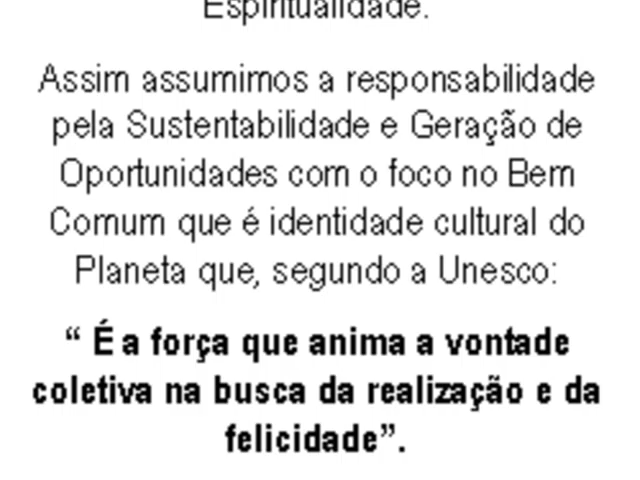 Espiritualidade.
Assim assumimos a responsabilidade
pela Sustentabilidade e Geração de
Oportunidades com o foco no Bem
Comum que é identidade cultural do
Planeta que, segundo a Unesco:
“ É a força que anima a vontade
coletiva na busca da realização e da
felicidade”.